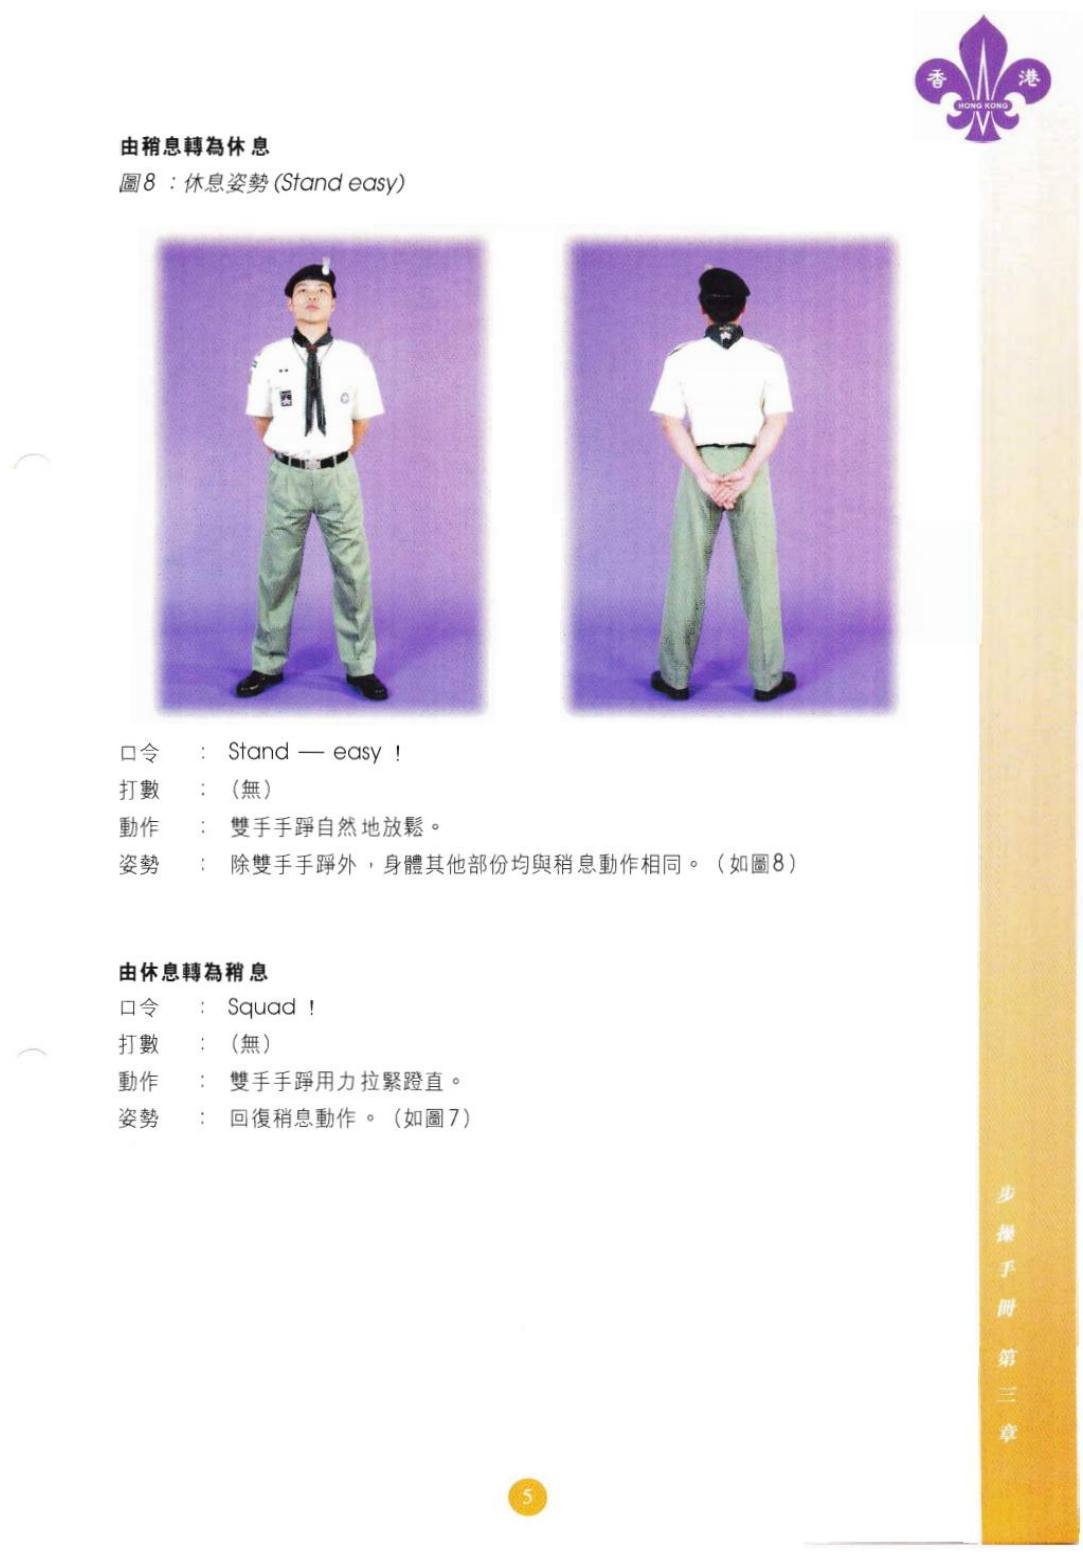 香 港
HONG KONG
由稍息轉為休息
圖8：休息姿勢(Stand easy)
口令 ： Stand — easy！
打數 ：（無）
動作 ： 雙手手踭自然地放鬆。
姿勢 ： 除雙手手踭外，身體其他部份均與稍息動作相同。（如圖8）
由休息轉為稍息
口令 ： Squad！
打數 ：（無）
動作 ： 雙手手踭用力拉緊蹬直。
姿勢 ： 回復稍息動作。（如圖7）
步操手冊 第三章
5